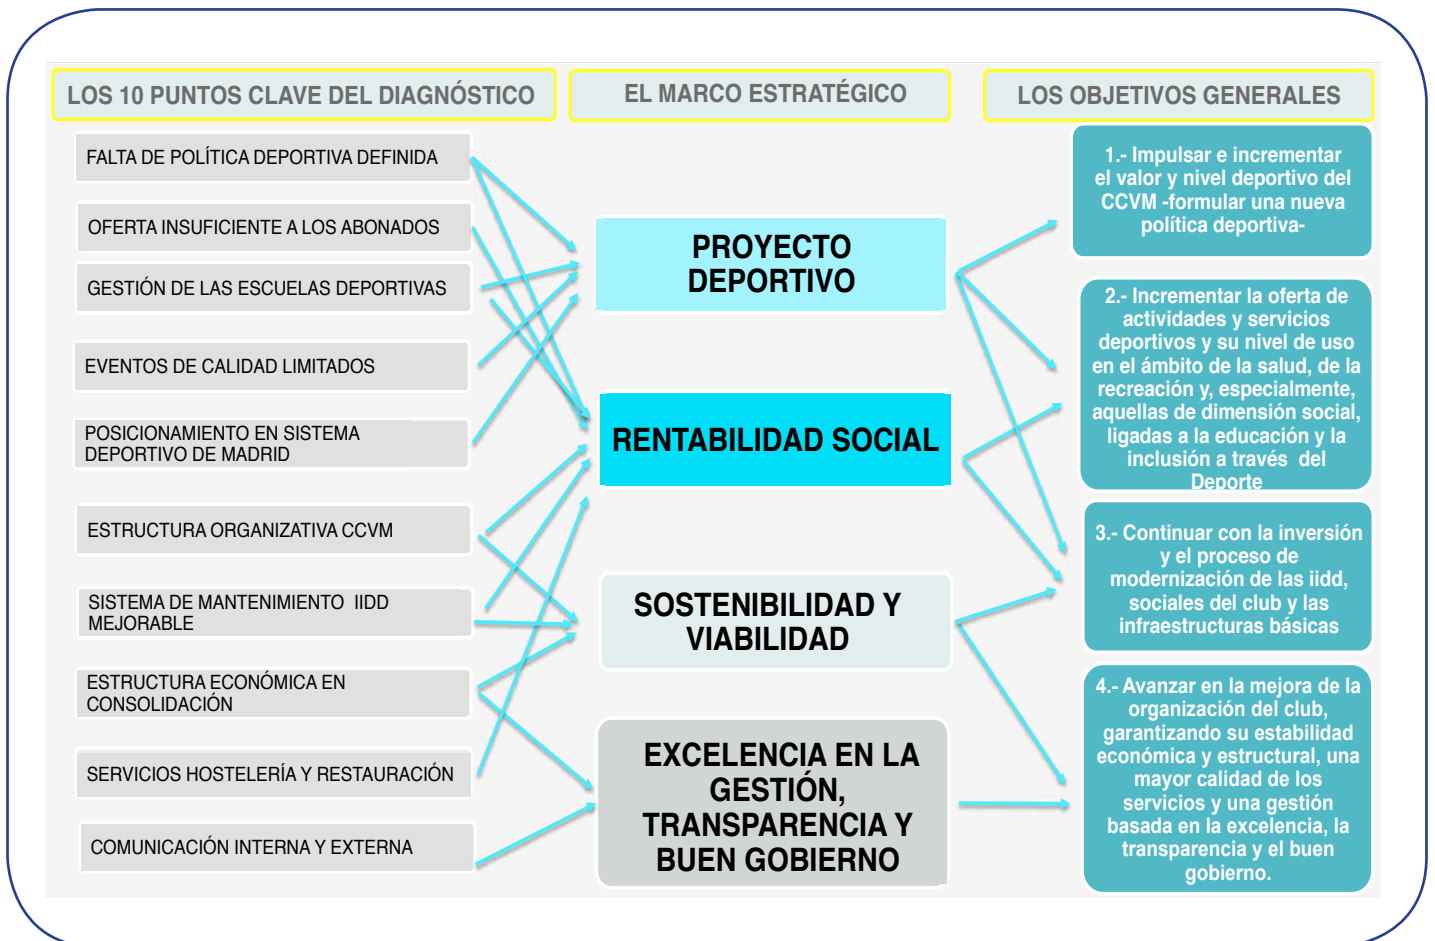 LOS 10 PUNTOS CLAVE DEL DIAGNÓSTICO
FALTA DE POLÍTICA DEPORTIVA DEFINIDA
OFERTA INSUFICIENTE A LOS ABONADOS
GESTIÓN DE LAS ESCUELAS DEPORTIVAS
EVENTOS DE CALIDAD LIMITADOS
POSICIONAMIENTO EN SISTEMA
DEPORTIVO DE MADRID
ESTRUCTURA ORGANIZATIVA CCVM
SISTEMA DE MANTENIMIENTO IIDD
MEJORABLE
ESTRUCTURA ECONÓMICA EN
CONSOLIDACIÓN
SERVICIOS HOSTELERÍA Y RESTAURACIÓN
COMUNICACIÓN INTERNA Y EXTERNA
EL MARCO ESTRATÉGICO
PROYECTO
DEPORTIVO
RENTABILIDAD SOCIAL
SOSTENIBILIDAD Y
VIABILIDAD
EXCELENCIA EN LA
GESTIÓN,
TRANSPARENCIA Y
BUEN GOBIERNO
LOS OBJETIVOS GENERALES
1.- Impulsar e incrementar
el valor y nivel deportivo del
CCVM -formular una nueva
política deportiva-
2.- Incrementar la oferta de
actividades y servicios
deportivos y su nivel de uso
en el ámbito de la salud, de la
recreación y, especialmente,
aquellas de dimensión social,
ligadas a la educación y la
inclusión a través del
Deporte
3.- Continuar con la inversión
y el proceso de
modernización de las iidd,
sociales del club y las
infraestructuras básicas
4.- Avanzar en la mejora de la
organización del club,
garantizando su estabilidad
económica y estructural, una
mayor calidad de los
servicios y una gestión
basada en la excelencia, la
transparencia y el buen
gobierno.